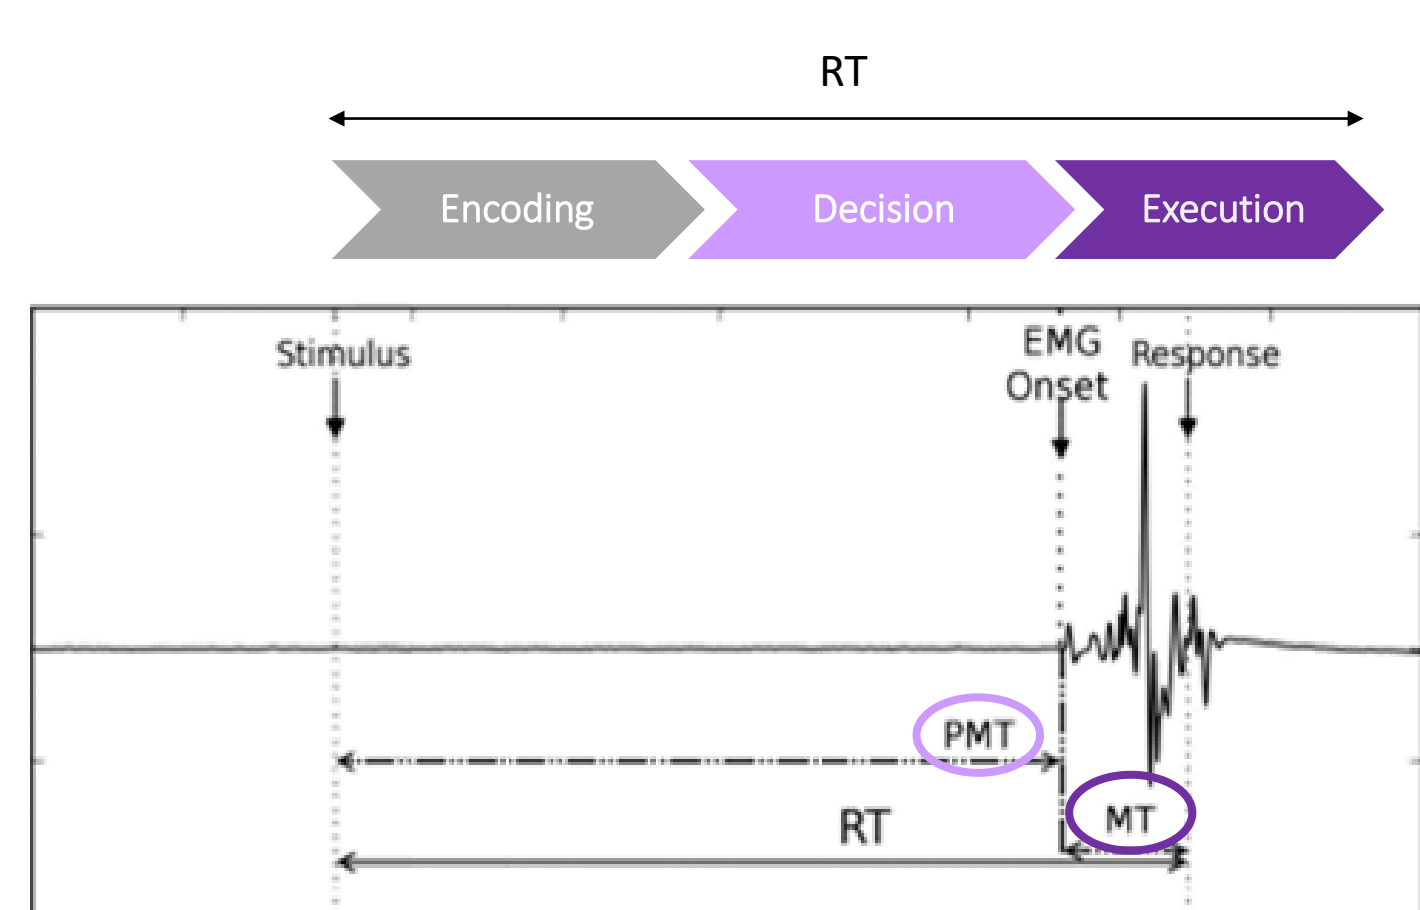 RT
Encoding
Decision
Execution
Stimulus
EMG
Onset
Response
PMT
MT
RT